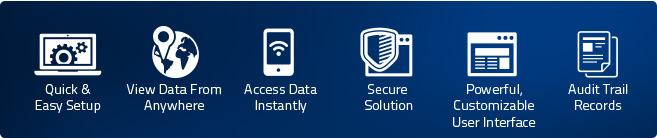 Quick &
Easy Setup
View Data From
Anywhere
Access Data
Instantly
Secure
Solution
Powerful,
Customizable
User Interface
Audit Trail
Records